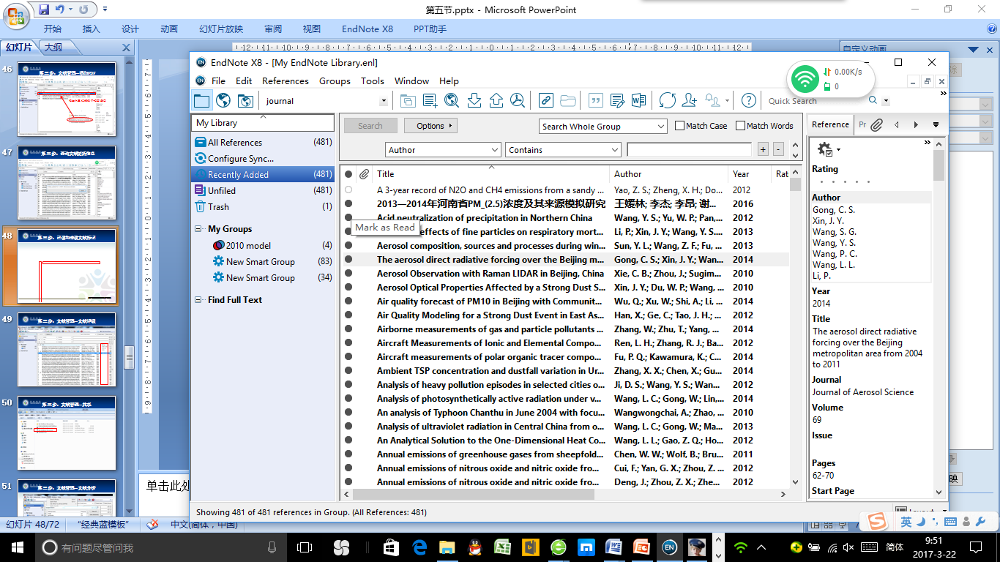 第五节.pptx - Microsoft PowerPoint
开始 插入 设计 动画 幻灯片放映 审阅 视图 EndNote X8 PPT助手
幻灯片 大纲
自定义动画
46
47
48
49
50
51
EndNote X8 - [My EndNote Library.enl]
File Edit References Groups Tools Window Help
0.00K/s
0
journal
Quick Search
My Library
All References (481)
Configure Sync...
Recently Added (481)
Unfiled (481)
Trash (1)
My Groups
2010 model (4)
New Smart Group (83)
New Smart Group (34)
Find Full Text
Search Options Search Whole Group Match Case Match Words
Author Contains + -
Title Author Year Rat
A 3-year record of N2O and CH4 emissions from a sandy ... Yao, Z. S.; Zheng, X. H.; Do... 2012
2013—2014年河南省PM_(2.5)浓度及其来源模拟研究 王媛林; 李杰; 李昂; 谢... 2016
Acid neutralization of precipitation in Northern China Wang, Y. S.; Yu, W. P.; Pan,... 2012
Mark as Read
effects of fine particles on respiratory mort... Li, P.; Xin, J. Y.; Wang, Y. S.... 2013
Aerosol composition, sources and processes during win... Sun, Y. L.; Wang, Z. F.; Fu, ... 2013
The aerosol direct radiative forcing over the Beijing m... Gong, C. S.; Xin, J. Y.; Wan... 2014
Aerosol Observation with Raman LIDAR in Beijing, China Xie, C. B.; Zhou, J.; Sugim... 2010
Aerosol Optical Properties Affected by a Strong Dust S... Xin, J. Y.; Du, W. P.; Wang, ... 2010
Air quality forecast of PM10 in Beijing with Communit... Wu, Q.; Xu, W.; Shi, A.; Li, ... 2014
Air Quality Modeling for a Strong Dust Event in East As... Han, X.; Ge, C.; Tao, J. H.; ... 2012
Airborne measurements of gas and particle pollutants ... Zhang, W.; Zhu, T.; Yang, ... 2014
Aircraft Measurements of Ionic and Elemental Compo... Ren, L. H.; Zhang, R. J.; Ba... 2012
Aircraft measurements of polar organic tracer compo... Fu, P. Q.; Kawamura, K.; C... 2014
Ambient TSP concentration and dustfall variation in Ur... Zhang, X. X.; Chen, X.; Gu... 2014
Analysis of heavy pollution episodes in selected cities o... Ji, D. S.; Wang, Y. S.; Wan... 2012
Analysis of photosynthetically active radiation under v... Wang, L. C.; Gong, W.; Lin,... 2014
An analysis of Typhoon Chanthu in June 2004 with focu... Wangwongchai, A.; Zhao, ... 2010
Analysis of ultraviolet radiation in Central China from o... Wang, L. C.; Gong, W.; Ma... 2013
An Analytical Solution to the One-Dimensional Heat Co... Wang, L. L.; Gao, Z. Q.; Ho... 2012
Annual emissions of greenhouse gases from sheepfold... Chen, W. W.; Wolf, B.; Bru... 2011
Annual emissions of nitrous oxide and nitric oxide fro... Cui, F.; Yan, G. X.; Zhou, Z. ... 2012
Annual emissions of nitrous oxide and nitric oxide fro... Deng, J.; Zhou, Z. X.; Zhe... 2012
Reference
Rating
Author
Gong, C. S.
Xin, J. Y.
Wang, S. G.
Wang, Y. S.
Wang, P. C.
Wang, L. L.
Li, P.
Year
2014
Title
The aerosol direct radiative
forcing over the Beijing
metropolitan area from 2004
to 2011
Journal
Journal of Aerosol Science
Volume
69
Issue
Pages
62-70
Start Page
Showing 481 of 481 references in Group. (All References: 481)
Layout
单击此处
幻灯片 48/72 “经典蓝模板” 中文(简体，中国)
英
有问题尽管问我
简体
9:51
2017-3-22